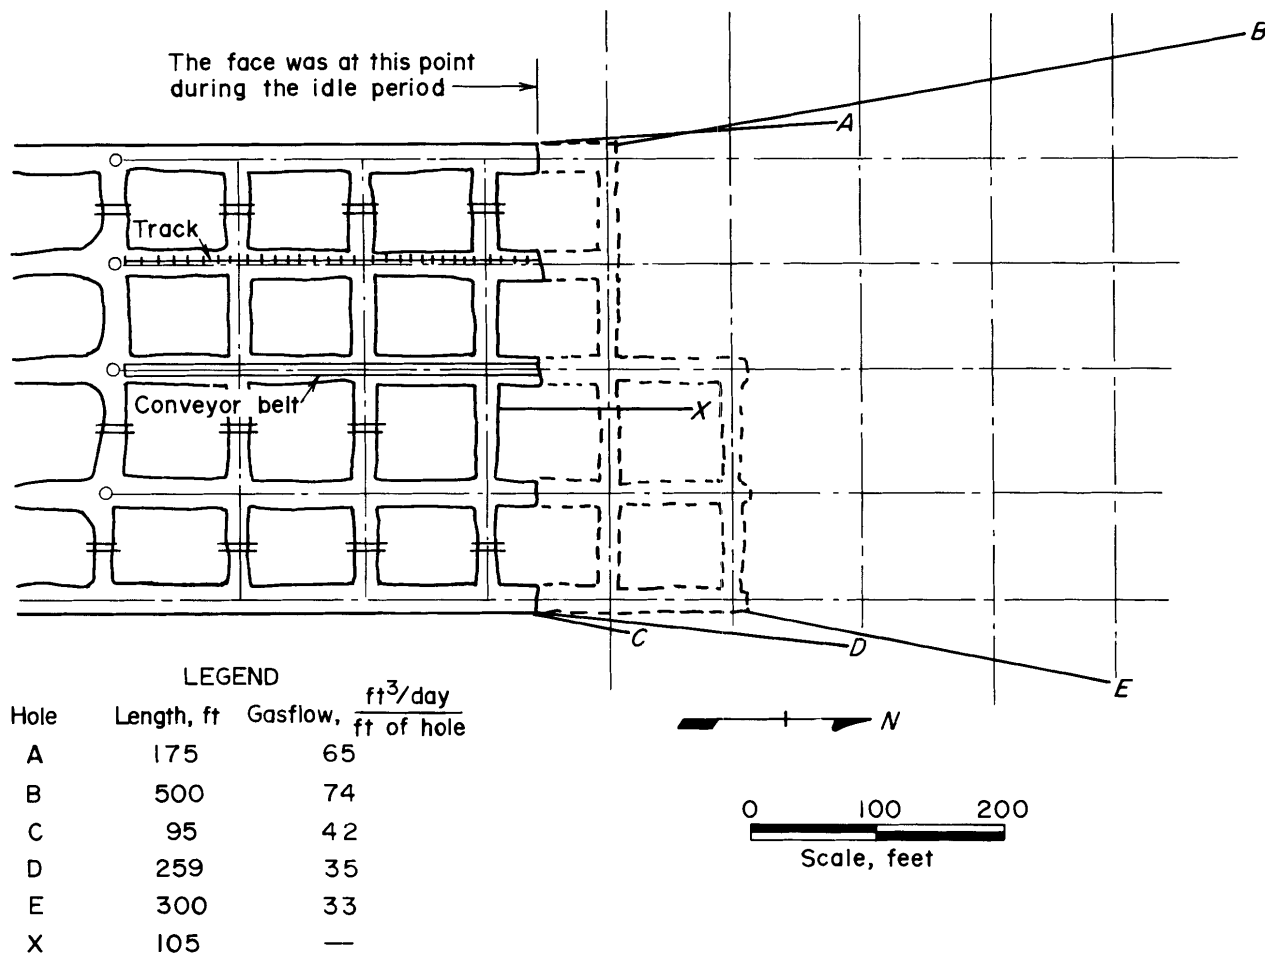 B
The face was at this point
during the idle period
A
Track
Conveyor belt
X
C
D
E
LEGEND
Hole Length, ft Gasflow, ft³/day / ft of hole
A 175 65
B 500 74
C 95 42
D 259 35
E 300 33
X 105 —
N
0 100 200
Scale, feet